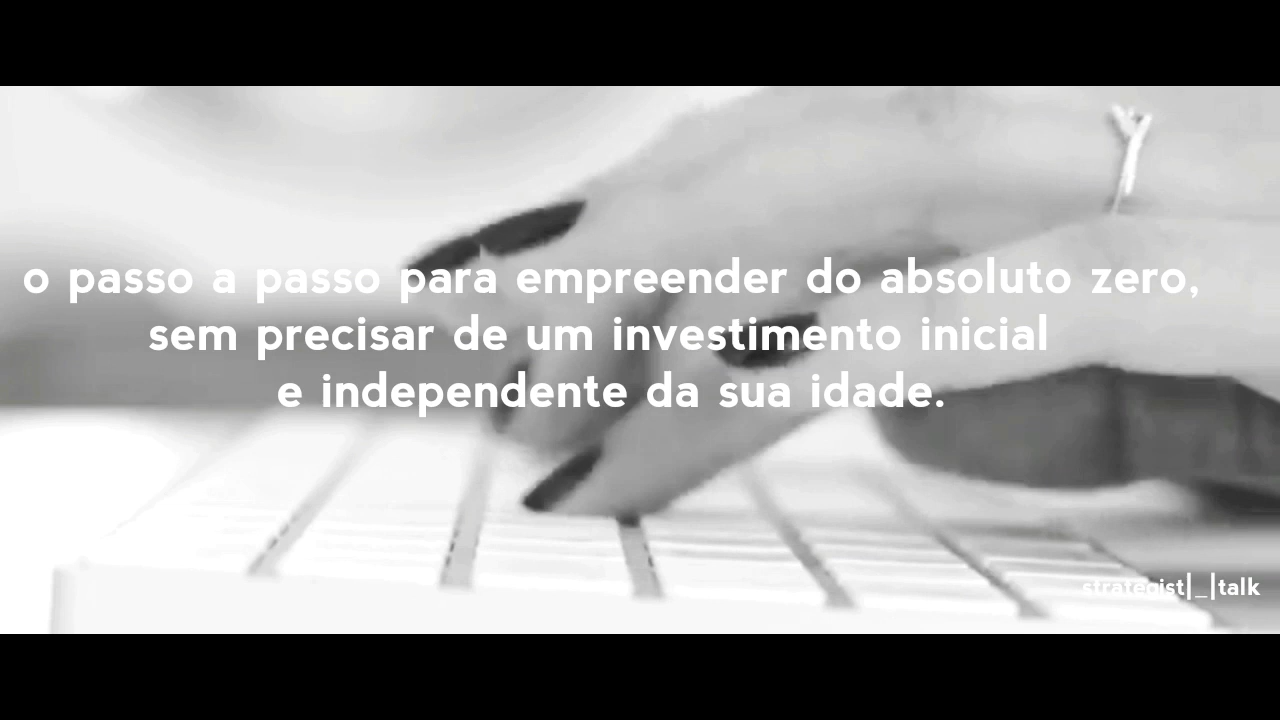 o passo a passo para empreender do absoluto zero,
sem precisar de um investimento inicial
e independente da sua idade.
strategist|_|talk